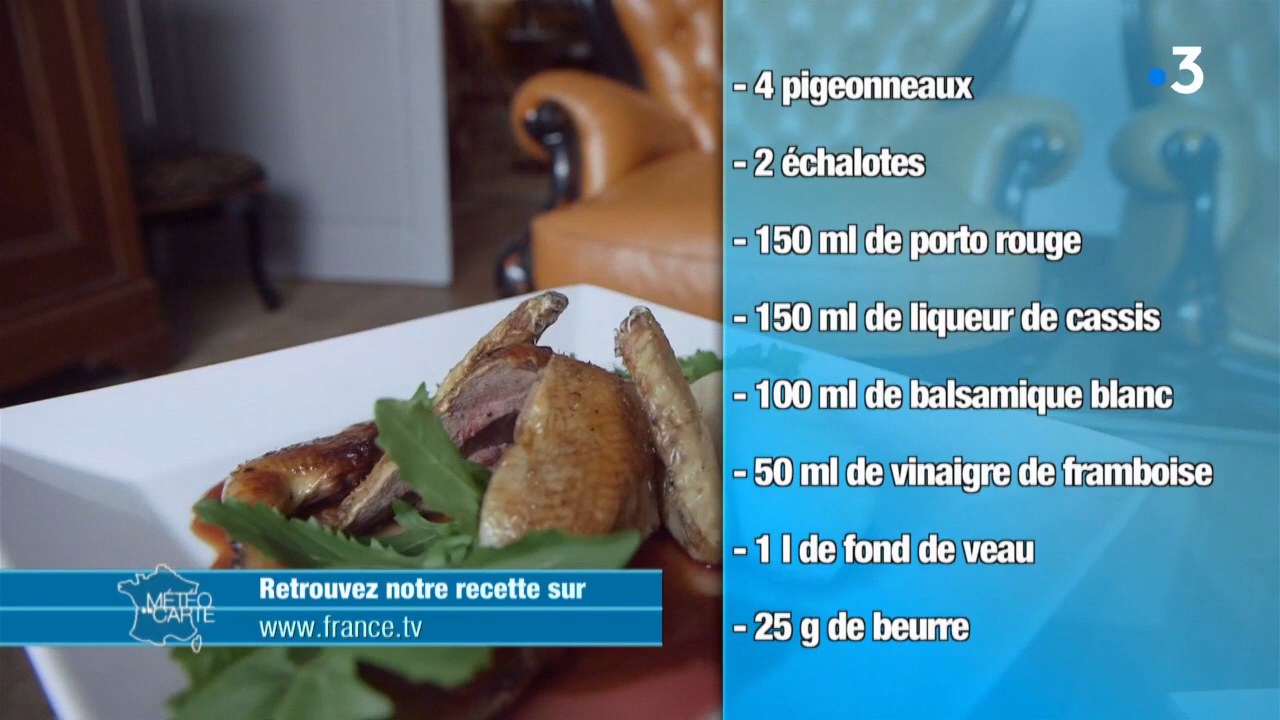 3
- 4 pigeonneaux
- 2 échalotes
- 150 ml de porto rouge
- 150 ml de liqueur de cassis
- 100 ml de balsamique blanc
- 50 ml de vinaigre de framboise
- 1 l de fond de veau
- 25 g de beurre
Retrouvez notre recette sur
www.france.tv
MÉTÉO
à la CARTE